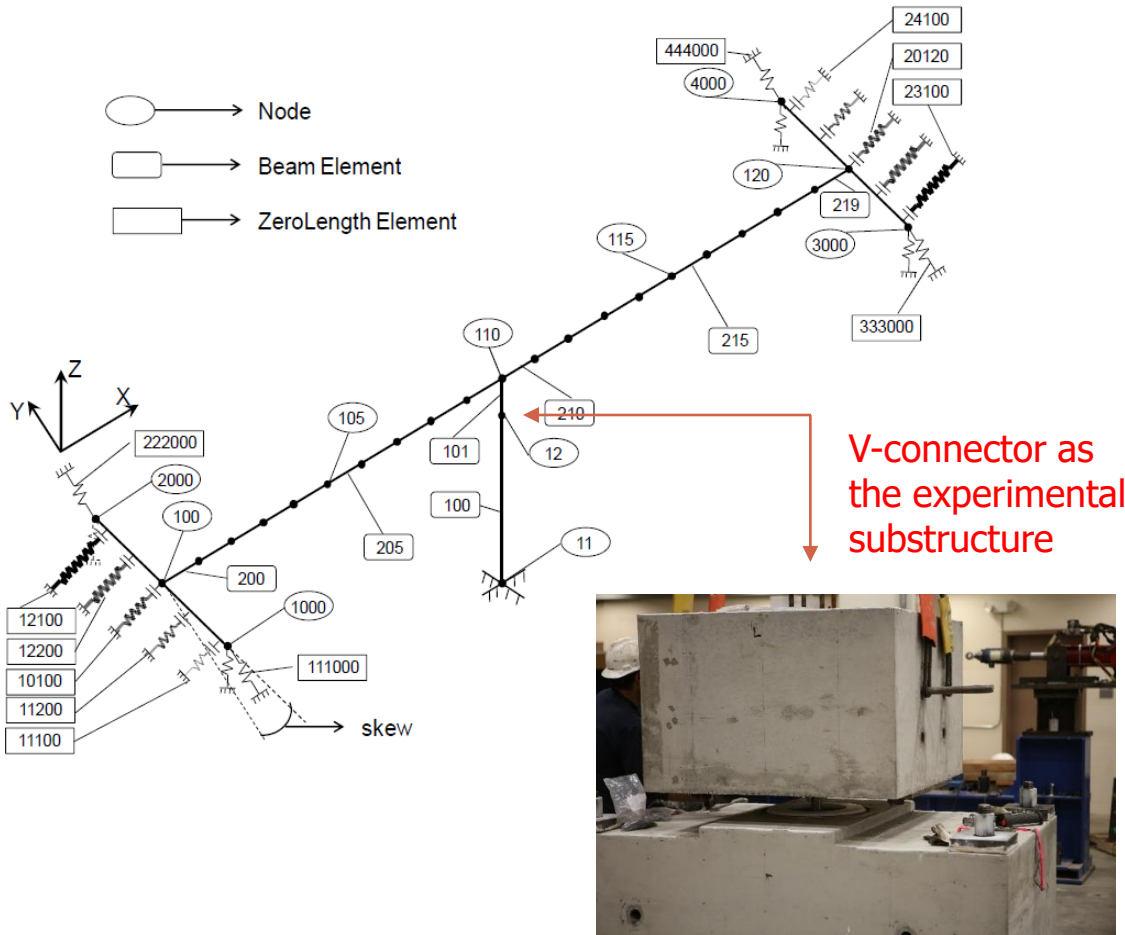 24100
444000
20120
4000
23100
Node
Beam Element
120
219
ZeroLength Element
115
3000
333000
215
110
Z
X
Y
105
210
222000
101
12
2000
V-connector as
the experimental
substructure
100
100
205
11
200
1000
12100
12200
111000
10100
11200
skew
11100
L